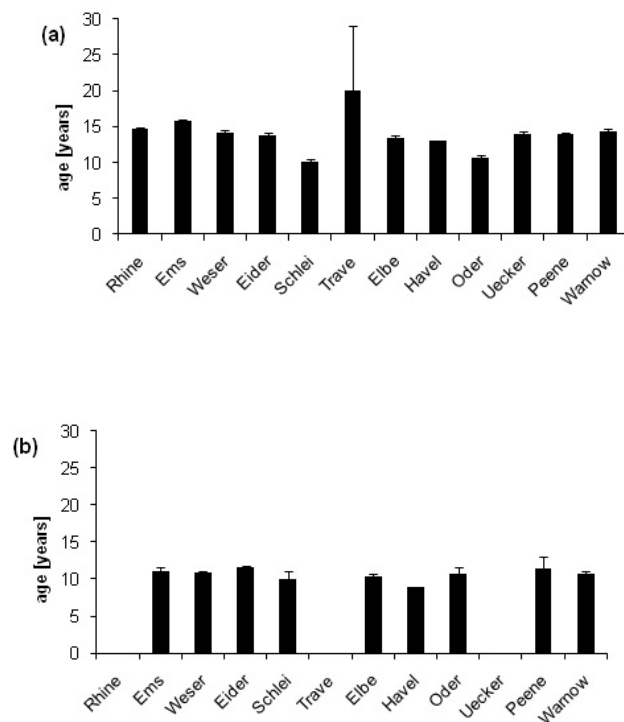 (a)
age [years]
30
25
20
15
10
5
0
Rhine
Ems
Weser
Eider
Schlei
Trave
Elbe
Havel
Oder
Uecker
Peene
Warnow
(b)
age [years]
30
25
20
15
10
5
0
Rhine
Ems
Weser
Eider
Schlei
Trave
Elbe
Havel
Oder
Uecker
Peene
Warnow